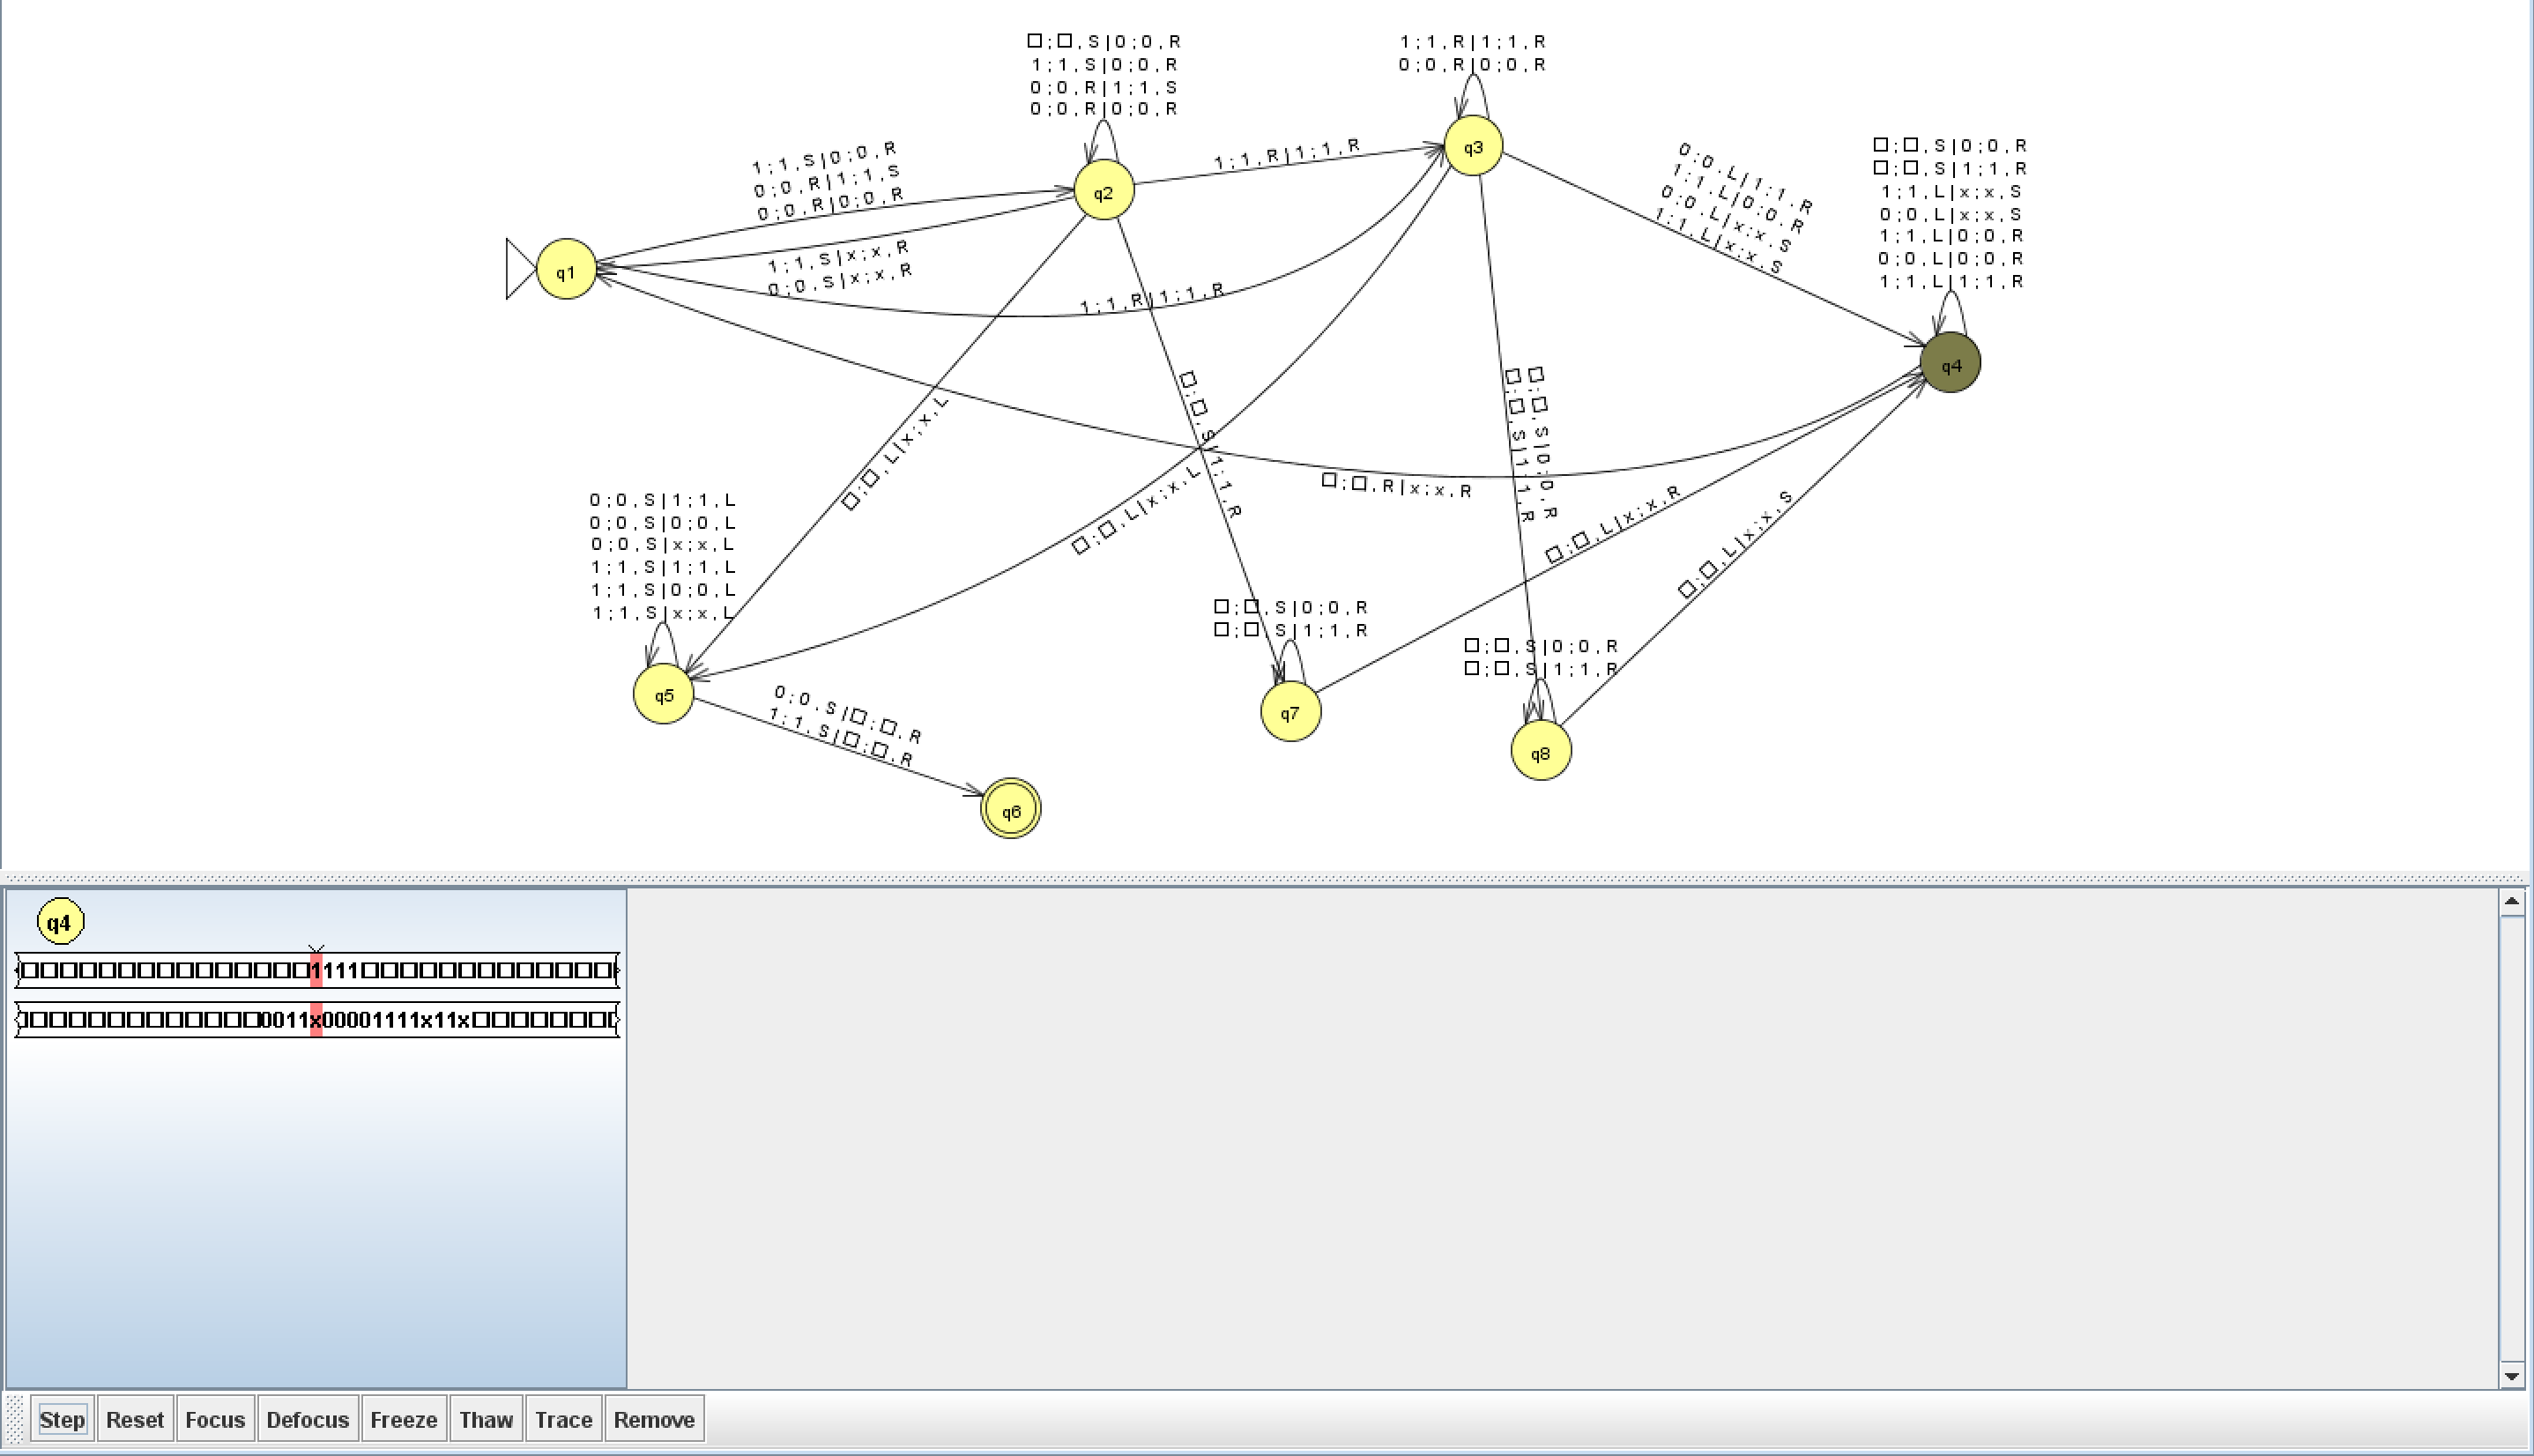 □;□,S|0;0,R
1;1,S|0;0,R
0;0,R|1;1,S
0;0,R|0;0,R
1;1,R|1;1,R
0;0,R|0;0,R
q3
1;1,S|0;0,R
0;0,R|1;1,S
0;0,R|0;0,R
q2
1;1,R|1;1,R
0;0,L|1;1,R
1;1,L|0;0,R
0;0,L|x;x,S
1;1,L|x;x,S
□;□,S|0;0,R
□;□,S|1;1,R
1;1,L|x;x,S
0;0,L|x;x,S
1;1,L|0;0,R
0;0,L|0;0,R
1;1,L|1;1,R
q1
1;1,S|x;x,R
0;0,S|x;x,R
1;1,R|1;1,R
q4
□;□,L|x;x,L
□;□,S|1;1,R
□;□,S|0;0,R
□;□,S|1;1,R
□;□,R|x;x,R
□;□,L|x;x,L
□;□,L|x;x,R
□;□,L|x;x,S
0;0,S|1;1,L
0;0,S|0;0,L
0;0,S|x;x,L
1;1,S|1;1,L
1;1,S|0;0,L
1;1,S|x;x,L
□;□,S|0;0,R
□;□,S|1;1,R
□;□,S|0;0,R
□;□,S|1;1,R
q5
0;0,S|□;□,R
1;1,S|□;□,R
q7
q8
q6
q4
□□□□□□□□□□□□□□□1111□□□□□□□□□□□□□
□□□□□□□□□□□□□0011x00001111x11x□□□□□□□□
Step Reset Focus Defocus Freeze Thaw Trace Remove